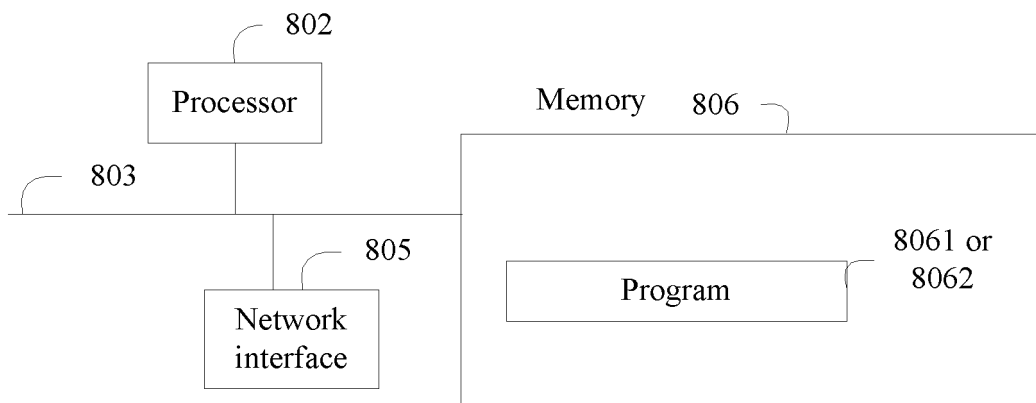 802
Processor
Memory 806
803
805
8061 or
8062
Program
Network
interface